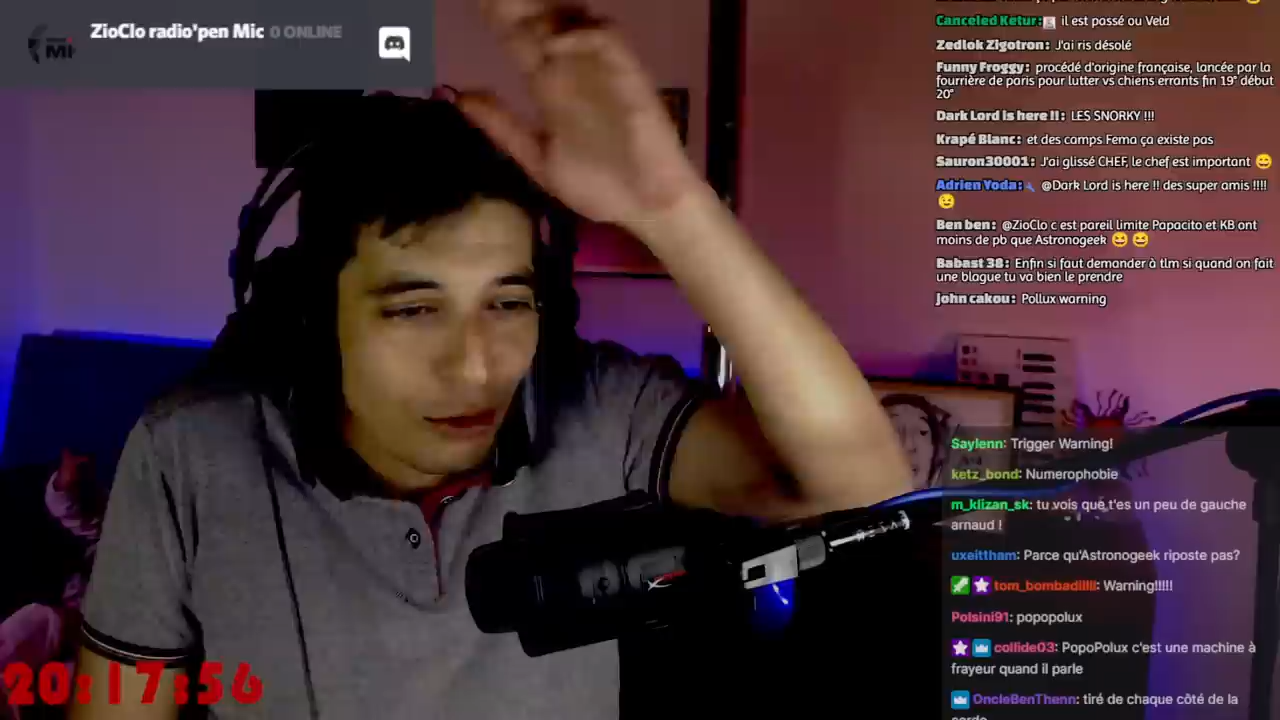 ZioClo radio'pen Mic 0 ONLINE
MI
Canceled Ketur: il est passé ou Veld
Zedlok Zigotron: J'ai ris désolé
Funny Froggy: procédé d'origine française, lancée par la
fourrière de paris pour lutter vs chiens errants fin 19° début
20°
Dark Lord is here !!: LES SNORKY !!!
Krapé Blanc: et des camps Fema ça existe pas
Sauron30001: J'ai glissé CHEF, le chef est important 😄
Adrien Yoda: @Dark Lord is here !! des super amis !!!!
😉
Ben ben: @ZioClo c est pareil limite Papacito et KB ont
moins de pb que Astronogeek 😆 😆
Babast 38: Enfin si faut demander à tlm si quand on fait
une blague tu va bien le prendre
john cakou: Pollux warning
Saylenn: Trigger Warning!
ketz_bond: Numerophobie
m_klizan_sk: tu vois que t'es un peu de gauche
arnaud !
uxeittham: Parce qu'Astronogeek riposte pas?
tom_bombadiilll: Warning!!!!!
Polsini91: popopolux
collide03: PopoPolux c'est une machine à
frayeur quand il parle
OncleBenThenn: tiré de chaque côté de la
20:17:56